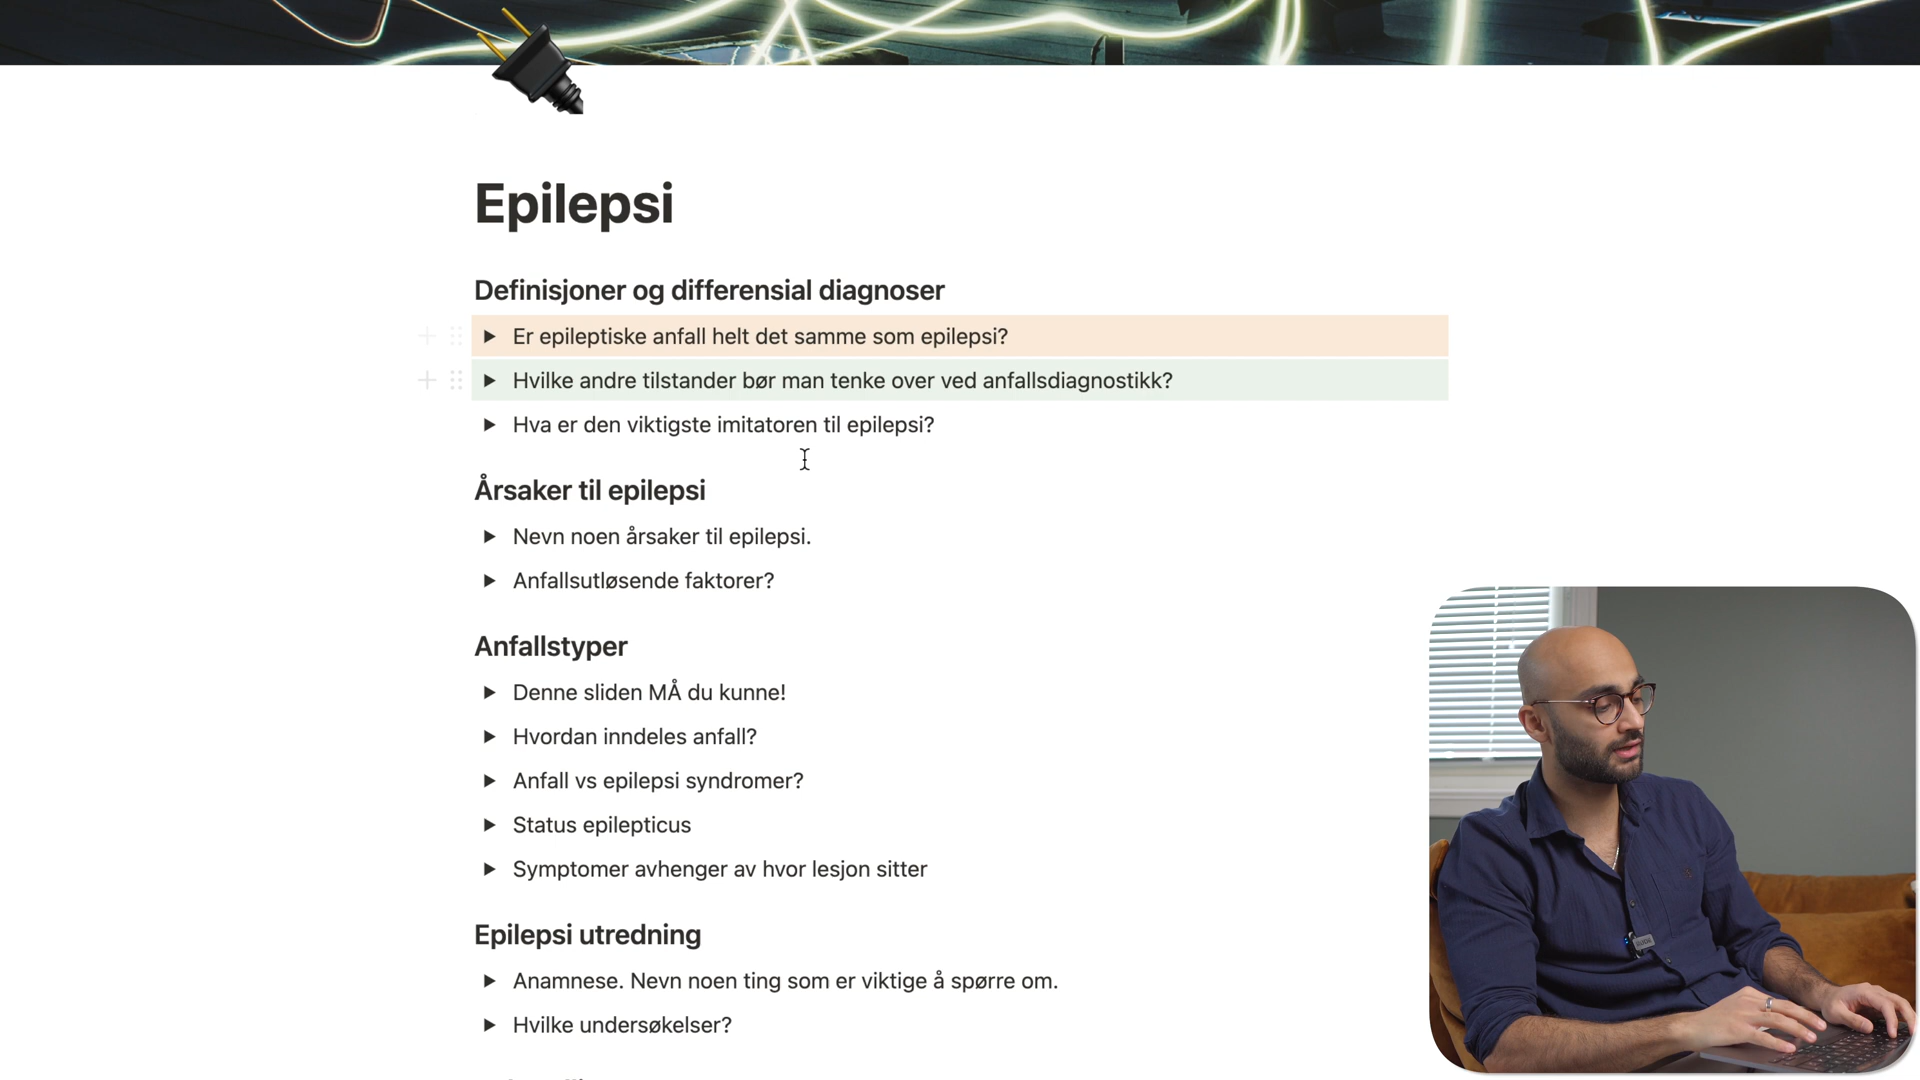 Epilepsi
Definisjoner og differensial diagnoser
Er epileptiske anfall helt det samme som epilepsi?
Hvilke andre tilstander bør man tenke over ved anfallsdiagnostikk?
Hva er den viktigste imitatoren til epilepsi?
Årsaker til epilepsi
Nevn noen årsaker til epilepsi.
Anfallsutløsende faktorer?
Anfallstyper
Denne sliden MÅ du kunne!
Hvordan inndeles anfall?
Anfall vs epilepsi syndromer?
Status epilepticus
Symptomer avhenger av hvor lesjon sitter
Epilepsi utredning
Anamnese. Nevn noen ting som er viktige å spørre om.
Hvilke undersøkelser?